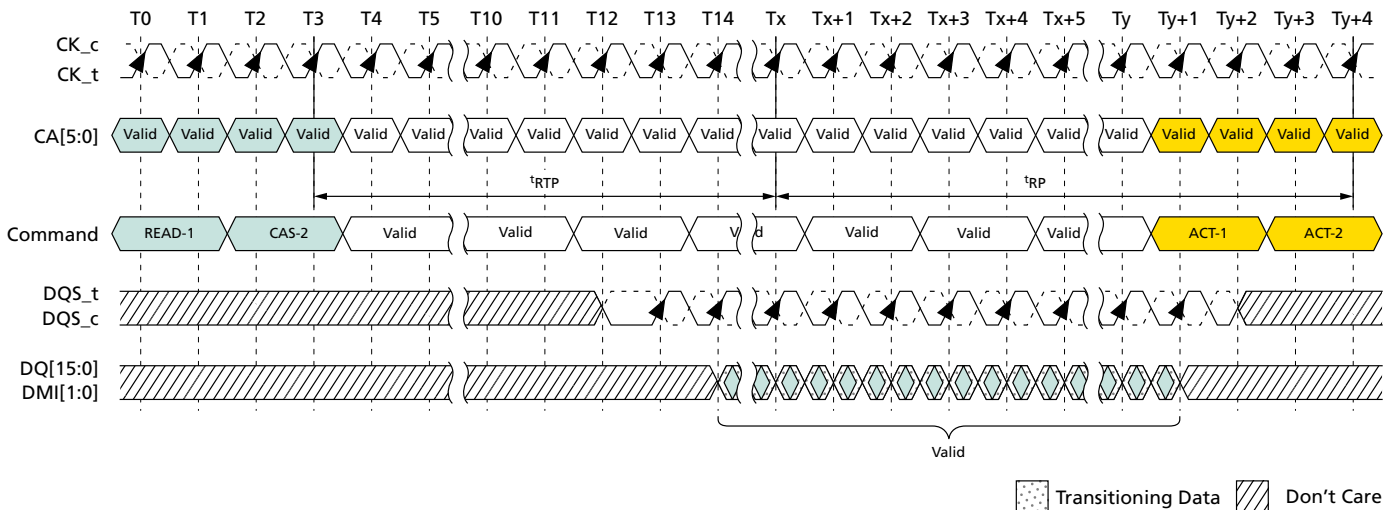 T0 T1 T2 T3 T4 T5 T10 T11 T12 T13 T14 Tx Tx+1 Tx+2 Tx+3 Tx+4 Tx+5 Ty Ty+1 Ty+2 Ty+3 Ty+4
CK_c
CK_t
CA[5:0] Valid Valid Valid Valid Valid Valid Valid Valid Valid Valid Valid Valid Valid Valid Valid Valid Valid Valid Valid Valid Valid Valid
tRTP tRP
Command READ-1 CAS-2 Valid Valid Valid Valid Valid Valid Valid ACT-1 ACT-2
DQS_t
DQS_c
DQ[15:0]
DMI[1:0]
Valid
Transitioning Data Don't Care